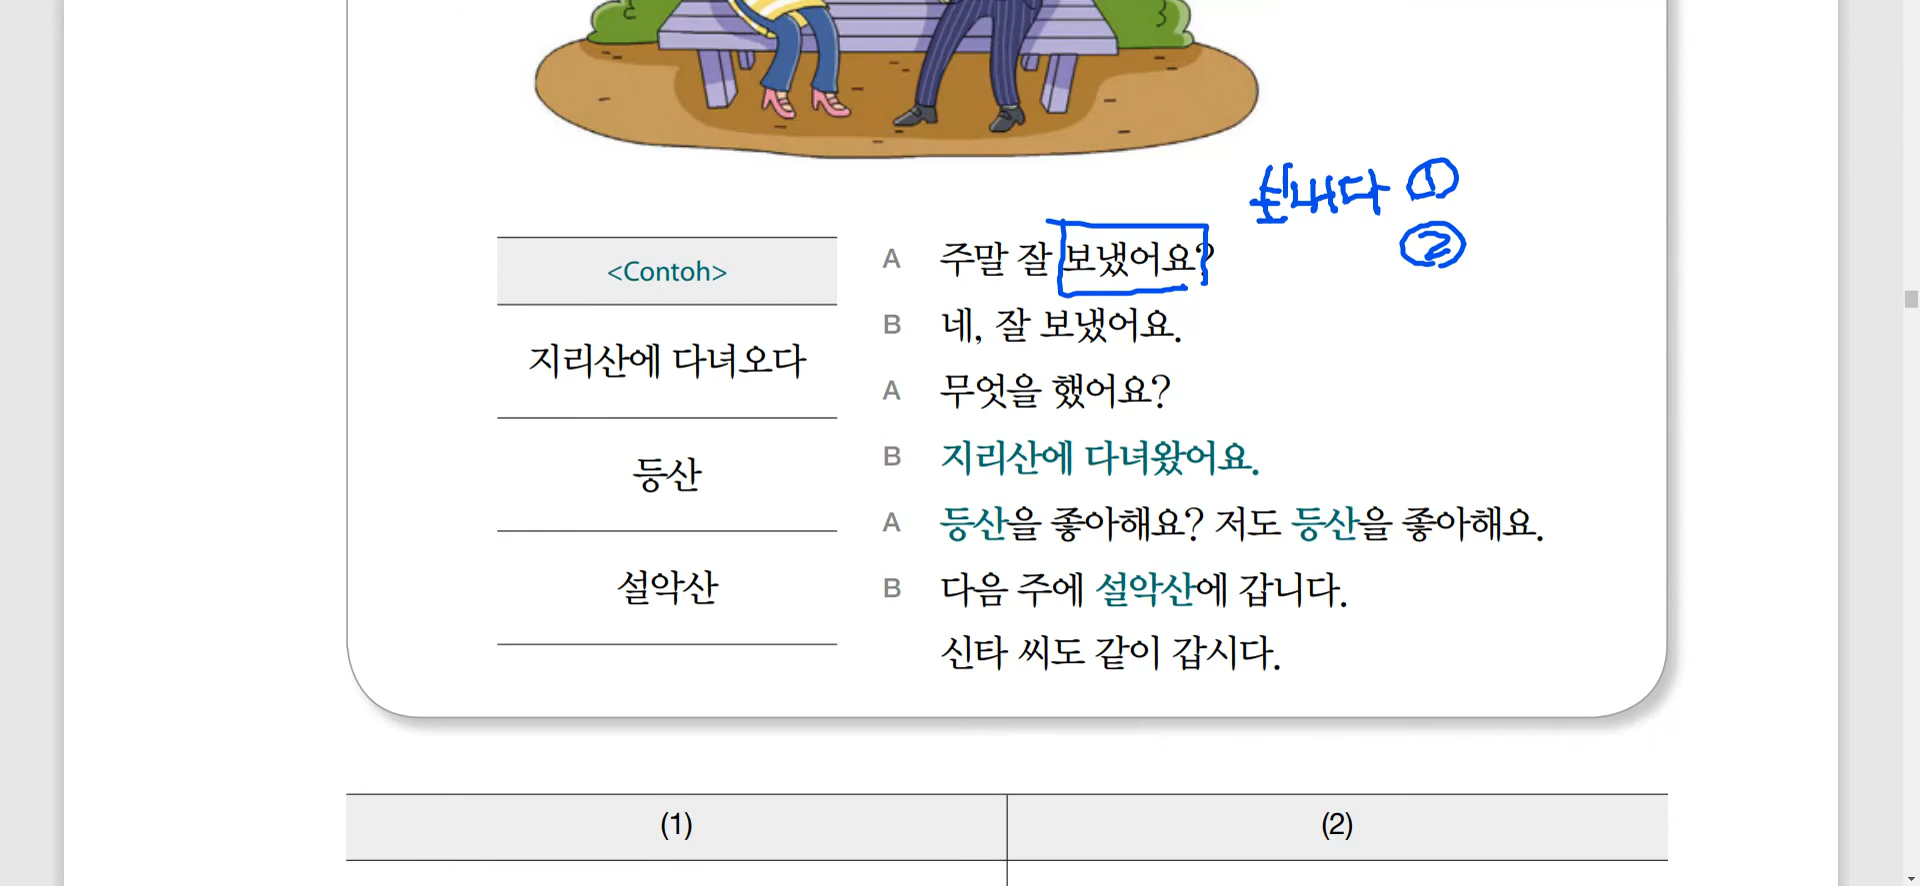 보내다 ①
②
<Contoh>
지리산에 다녀오다
등산
설악산
A 주말 잘 보냈어요?
B 네, 잘 보냈어요.
A 무엇을 했어요?
B 지리산에 다녀왔어요.
A 등산을 좋아해요? 저도 등산을 좋아해요.
B 다음 주에 설악산에 갑니다.
신타 씨도 같이 갑시다.
(1) (2)